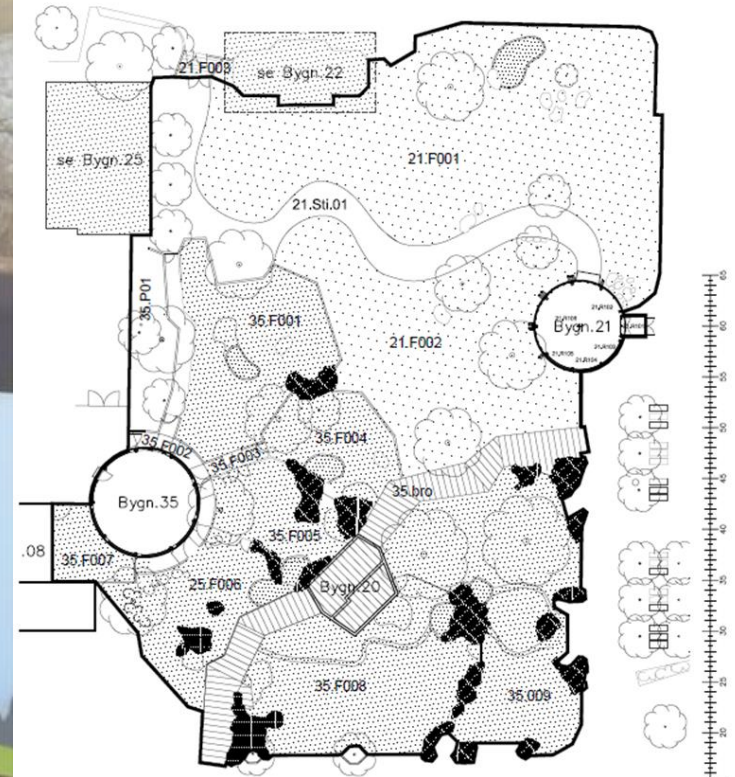 21.F003
se Bygn.22
se Bygn.25
21.F001
21.Sti.01
35.P01
35.F001
21.F002
Bygn.21
35.F002
35.F003
35.F004
35.bro
Bygn.35
35.F005
.08
35.F007
25.F006
Bygn.20
35.F008
35.009
65
60
55
50
45
40
35
30
25
20